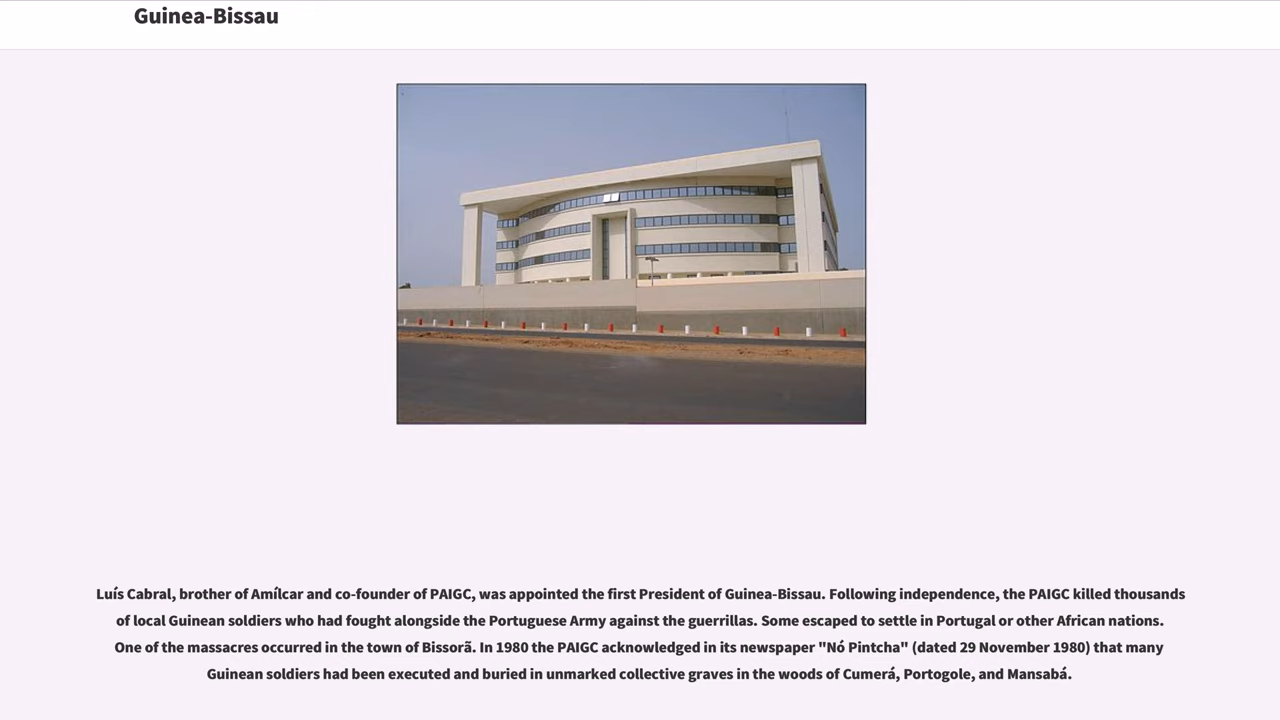 Guinea-Bissau
Luís Cabral, brother of Amílcar and co-founder of PAIGC, was appointed the first President of Guinea-Bissau. Following independence, the PAIGC killed thousands
of local Guinean soldiers who had fought alongside the Portuguese Army against the guerrillas. Some escaped to settle in Portugal or other African nations.
One of the massacres occurred in the town of Bissorã. In 1980 the PAIGC acknowledged in its newspaper "Nó Pintcha" (dated 29 November 1980) that many
Guinean soldiers had been executed and buried in unmarked collective graves in the woods of Cumerá, Portogole, and Mansabá.